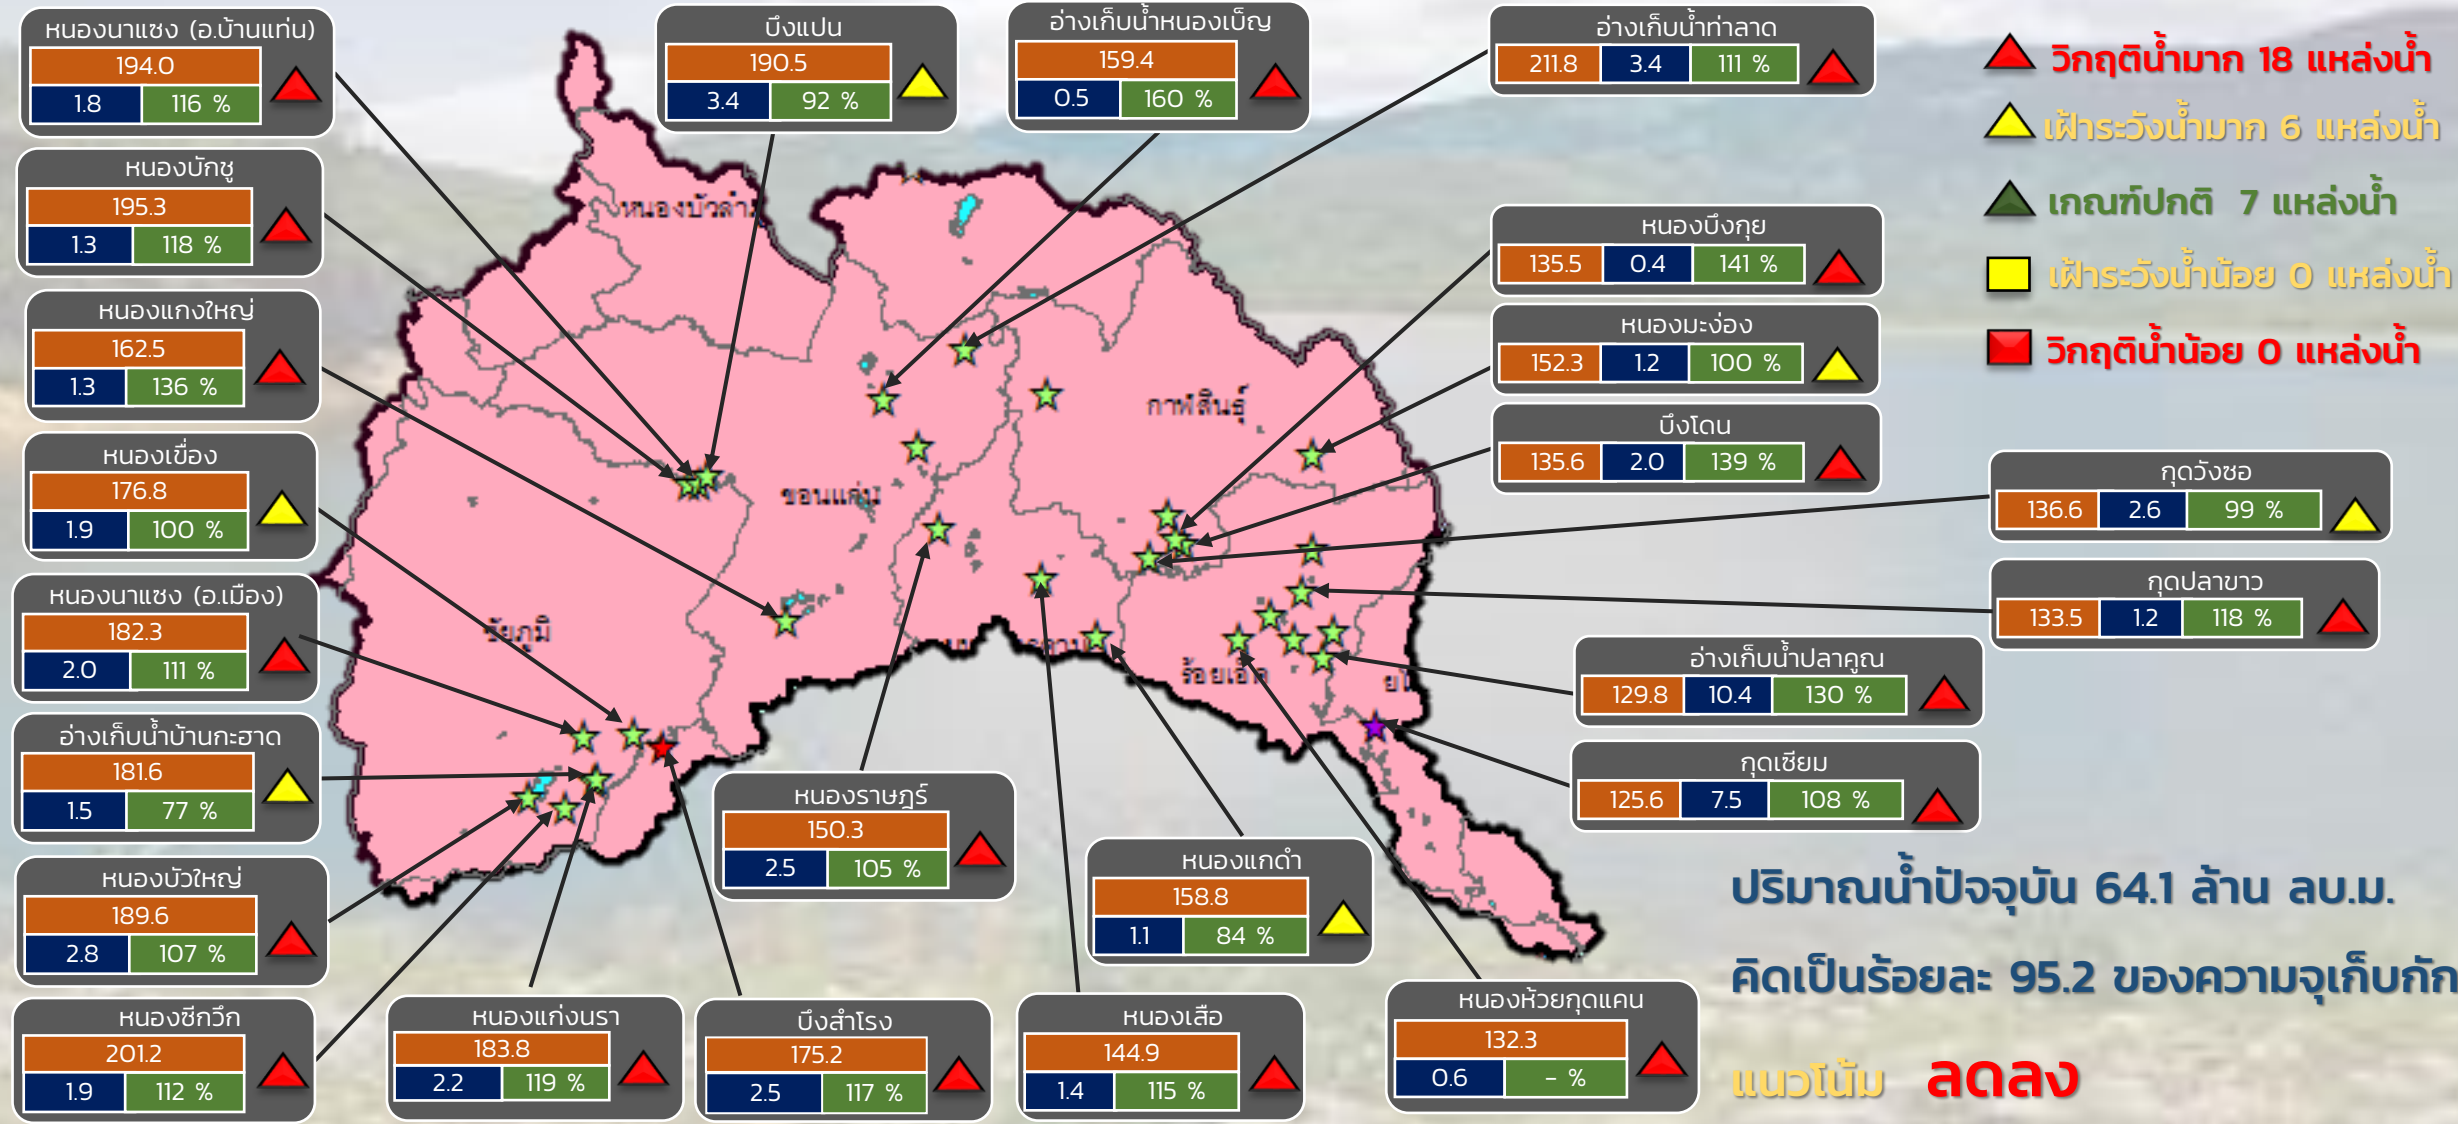 หนองนาแซง (อ.บ้านแท่น)
194.0
1.8 116 %
บึงแปน
190.5
3.4 92 %
อ่างเก็บน้ำหนองเบ็ญ
159.4
0.5 160 %
อ่างเก็บน้ำท่าลาด
211.8 3.4 111 %
วิกฤติน้ำมาก 18 แหล่งน้ำ
เฝ้าระวังน้ำมาก 6 แหล่งน้ำ
เกณฑ์ปกติ 7 แหล่งน้ำ
เฝ้าระวังน้ำน้อย 0 แหล่งน้ำ
วิกฤติน้ำน้อย 0 แหล่งน้ำ
หนองบักชู
195.3
1.3 118 %
หนองแกงใหญ่
162.5
1.3 136 %
หนองเขื่อง
176.8
1.9 100 %
หนองนาแซง (อ.เมือง)
182.3
2.0 111 %
อ่างเก็บน้ำบ้านกะฮาด
181.6
1.5 77 %
หนองบัวใหญ่
189.6
2.8 107 %
หนองซีกวึก
201.2
1.9 112 %
หนองบัวลำ
ขอนแก่น
กาฬสินธุ์
ชัยภูมิ
ร้อยเอ็ด
ยโ
หนองบึงกุย
135.5 0.4 141 %
หนองมะง่อง
152.3 1.2 100 %
บึงโดน
135.6 2.0 139 %
กุดวังซอ
136.6 2.6 99 %
กุดปลาขาว
133.5 1.2 118 %
อ่างเก็บน้ำปลาคูณ
129.8 10.4 130 %
กุดเซียม
125.6 7.5 108 %
หนองราษฎร์
150.3
2.5 105 %
หนองแกดำ
158.8
1.1 84 %
หนองแก่งนรา
183.8
2.2 119 %
บึงสำโรง
175.2
2.5 117 %
หนองเสือ
144.9
1.4 115 %
หนองห้วยกุดแคน
132.3
0.6 - %
ปริมาณน้ำปัจจุบัน 64.1 ล้าน ลบ.ม.
คิดเป็นร้อยละ 95.2 ของความจุเก็บกัก
แนวโน้ม ลดลง